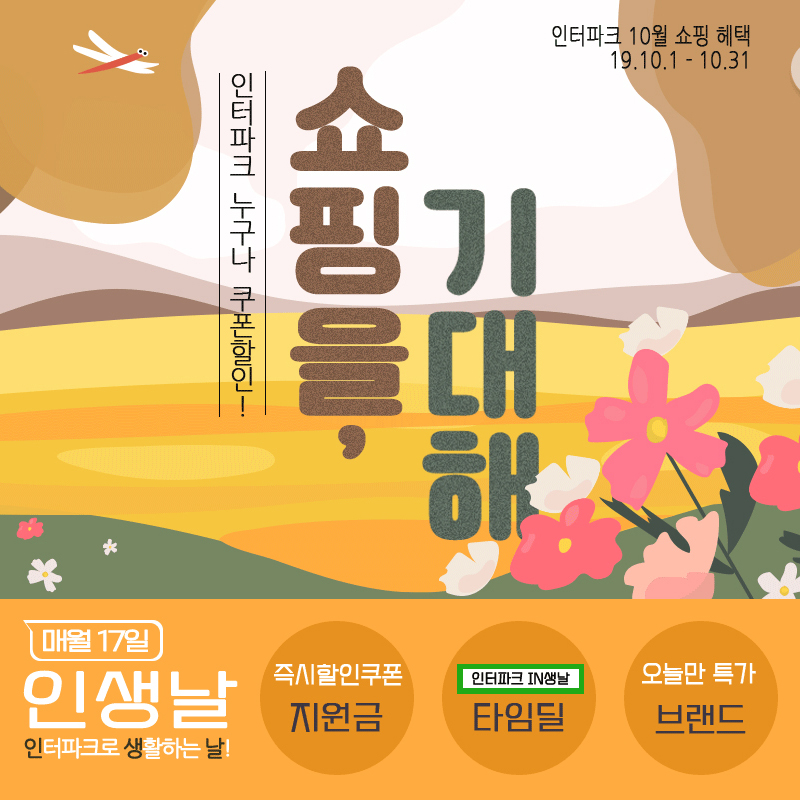 인터파크 10월 쇼핑 혜택
19.10.1 - 10.31
인터파크 누구나 쿠폰할인!
쇼핑을,
기대해
매월 17일
인생날
인터파크로 생활하는 날!
즉시할인쿠폰
지원금
인터파크 IN생날
타임딜
오늘만 특가
브랜드